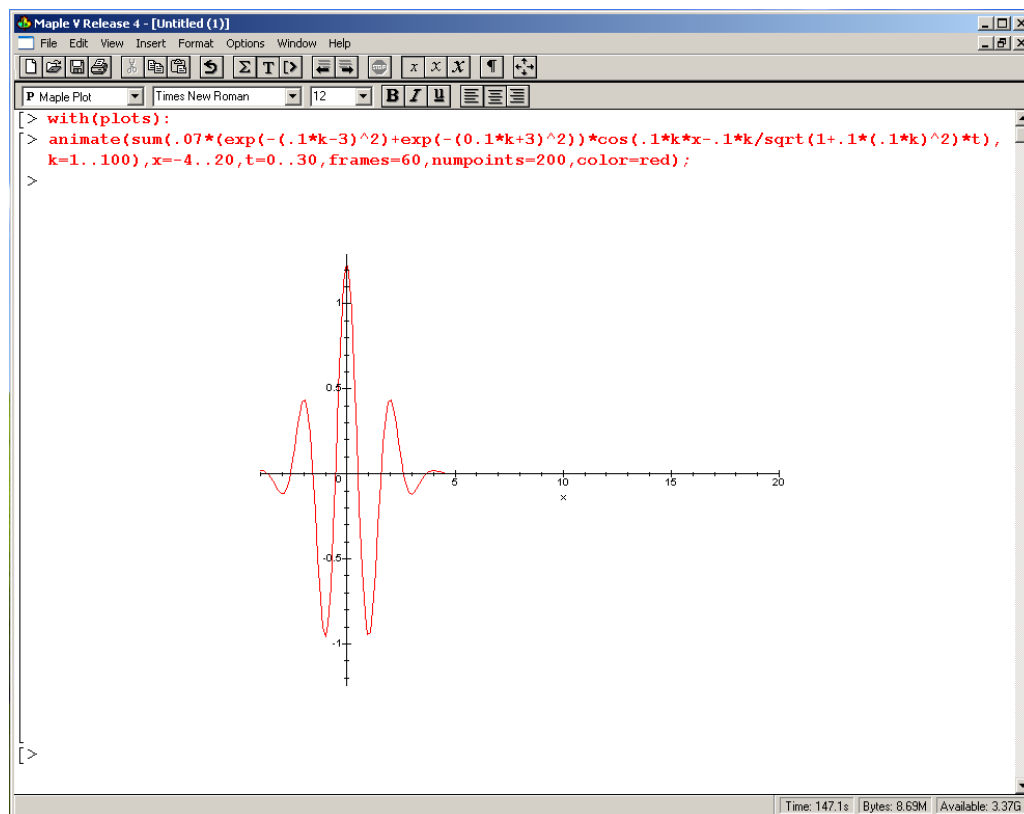 Maple V Release 4 - [Untitled (1)]
File Edit View Insert Format Options Window Help
Σ T [> x x x ¶
P Maple Plot Times New Roman 12 B I U
[> with(plots):
[> animate(sum(.07*(exp(-(.1*k-3)^2)+exp(-(0.1*k+3)^2))*cos(.1*k*x-.1*k/sqrt(1+.1*(.1*k)^2)*t),
k=1..100),x=-4..20,t=0..30,frames=60,numpoints=200,color=red);
>
1
0.5
0 5 10 15 20
x
-0.5
-1
[>
Time: 147.1s Bytes: 8.69M Available: 3.37G